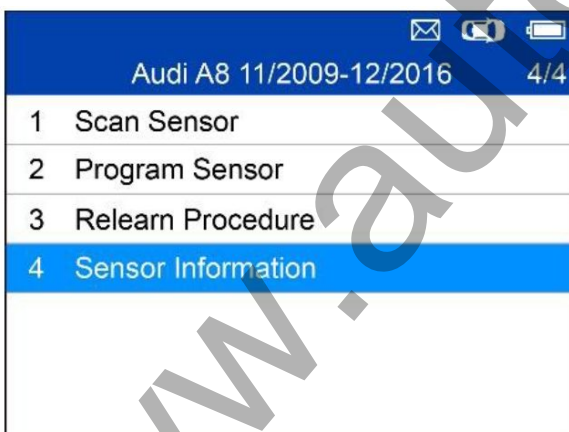 Audi A8 11/2009-12/2016 4/4
1 Scan Sensor
2 Program Sensor
3 Relearn Procedure
4 Sensor Information